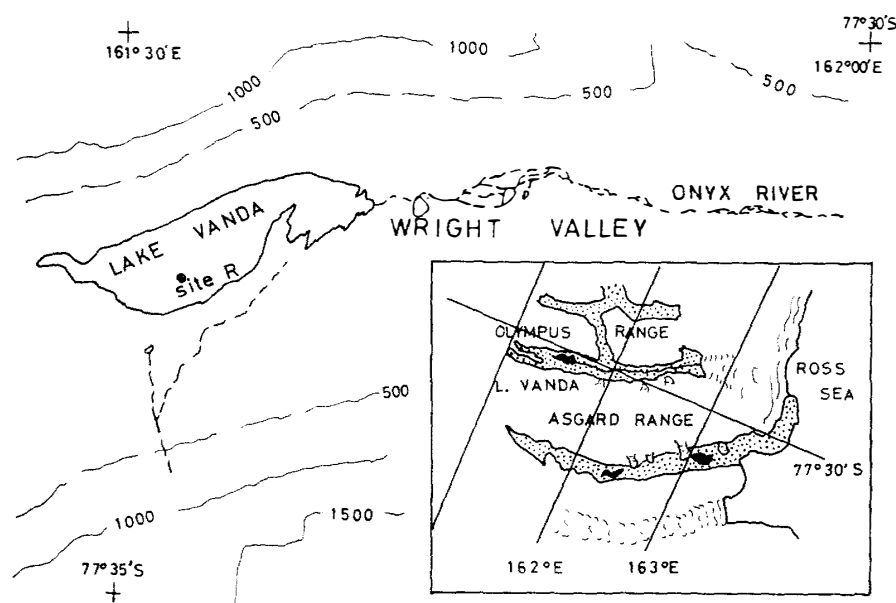 77°30'S
161°30'E
162°00'E
1000
1000
500
500
500
LAKE VANDA
site R
ONYX RIVER
WRIGHT VALLEY
OLYMPUS RANGE
ROSS SEA
L. VANDA
ASGARD RANGE
77°30'S
162°E
163°E
500
1000
1500
77°35'S